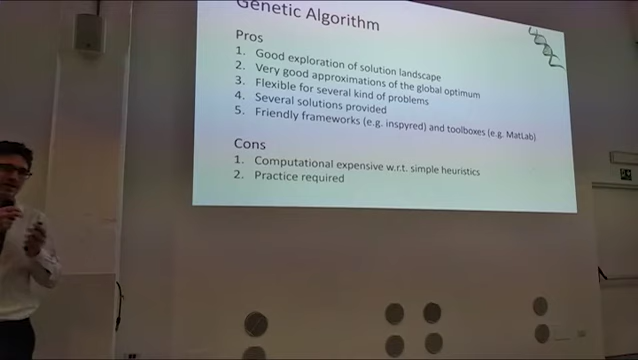 Genetic Algorithm
Pros
1. Good exploration of solution landscape
2. Very good approximations of the global optimum
3. Flexible for several kind of problems
4. Several solutions provided
5. Friendly frameworks (e.g. inspyred) and toolboxes (e.g. MatLab)
Cons
1. Computational expensive w.r.t. simple heuristics
2. Practice required